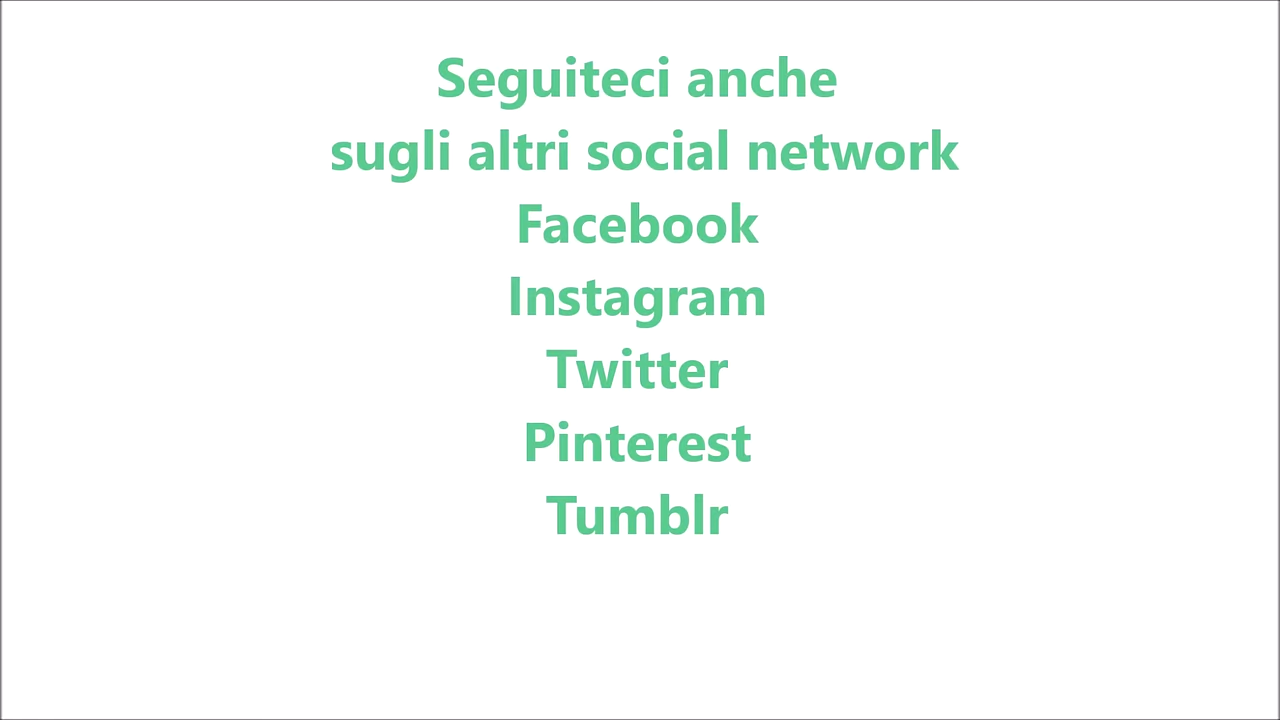 Seguiteci anche
sugli altri social network
Facebook
Instagram
Twitter
Pinterest
Tumblr